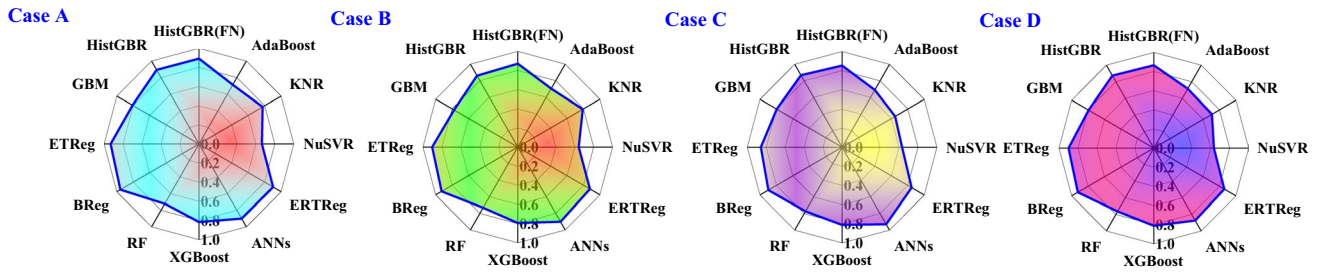 Case A
HistGBR(FN)
HistGBR
AdaBoost
GBM
KNR
ETReg
NuSVR
BReg
ERTReg
RF
ANNs
XGBoost
0.0
0.2
0.4
0.6
0.8
1.0
Case B
HistGBR(FN)
HistGBR
AdaBoost
GBM
KNR
ETReg
NuSVR
BReg
ERTReg
RF
ANNs
XGBoost
0.0
0.2
0.4
0.6
0.8
1.0
Case C
HistGBR(FN)
HistGBR
AdaBoost
GBM
KNR
ETReg
NuSVR
BReg
ERTReg
RF
ANNs
XGBoost
0.0
0.2
0.4
0.6
0.8
1.0
Case D
HistGBR(FN)
HistGBR
AdaBoost
GBM
KNR
ETReg
NuSVR
BReg
ERTReg
RF
ANNs
XGBoost
0.0
0.2
0.4
0.6
0.8
1.0